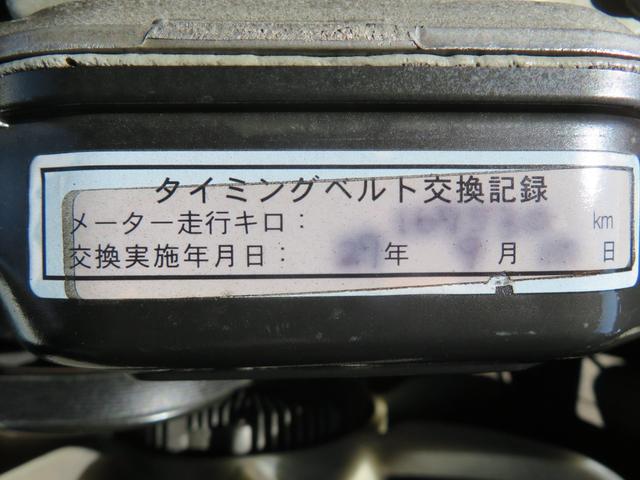 タイミングベルト交換記録
メーター走行キロ： km
交換実施年月日： 年 月 日